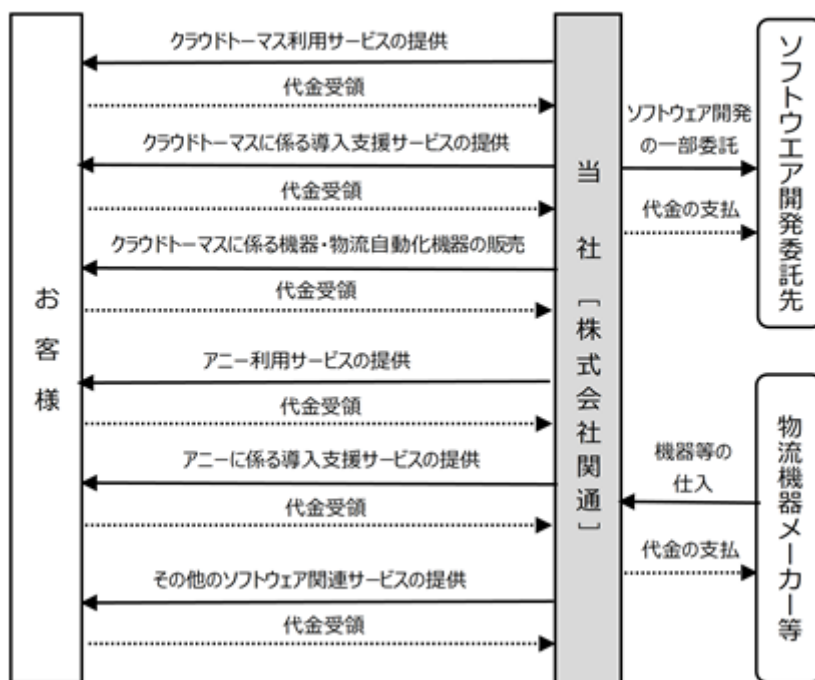 お客様
クラウドトーマス利用サービスの提供
代金受領
クラウドトーマスに係る導入支援サービスの提供
代金受領
クラウドトーマスに係る機器・物流自動化機器の販売
代金受領
アニー利用サービスの提供
代金受領
アニーに係る導入支援サービスの提供
代金受領
その他のソフトウェア関連サービスの提供
代金受領
当社[株式会社関通]
ソフトウェア開発
の一部委託
代金の支払
機器等の
仕入
代金の支払
ソフトウエア開発委託先
物流機器メーカー等